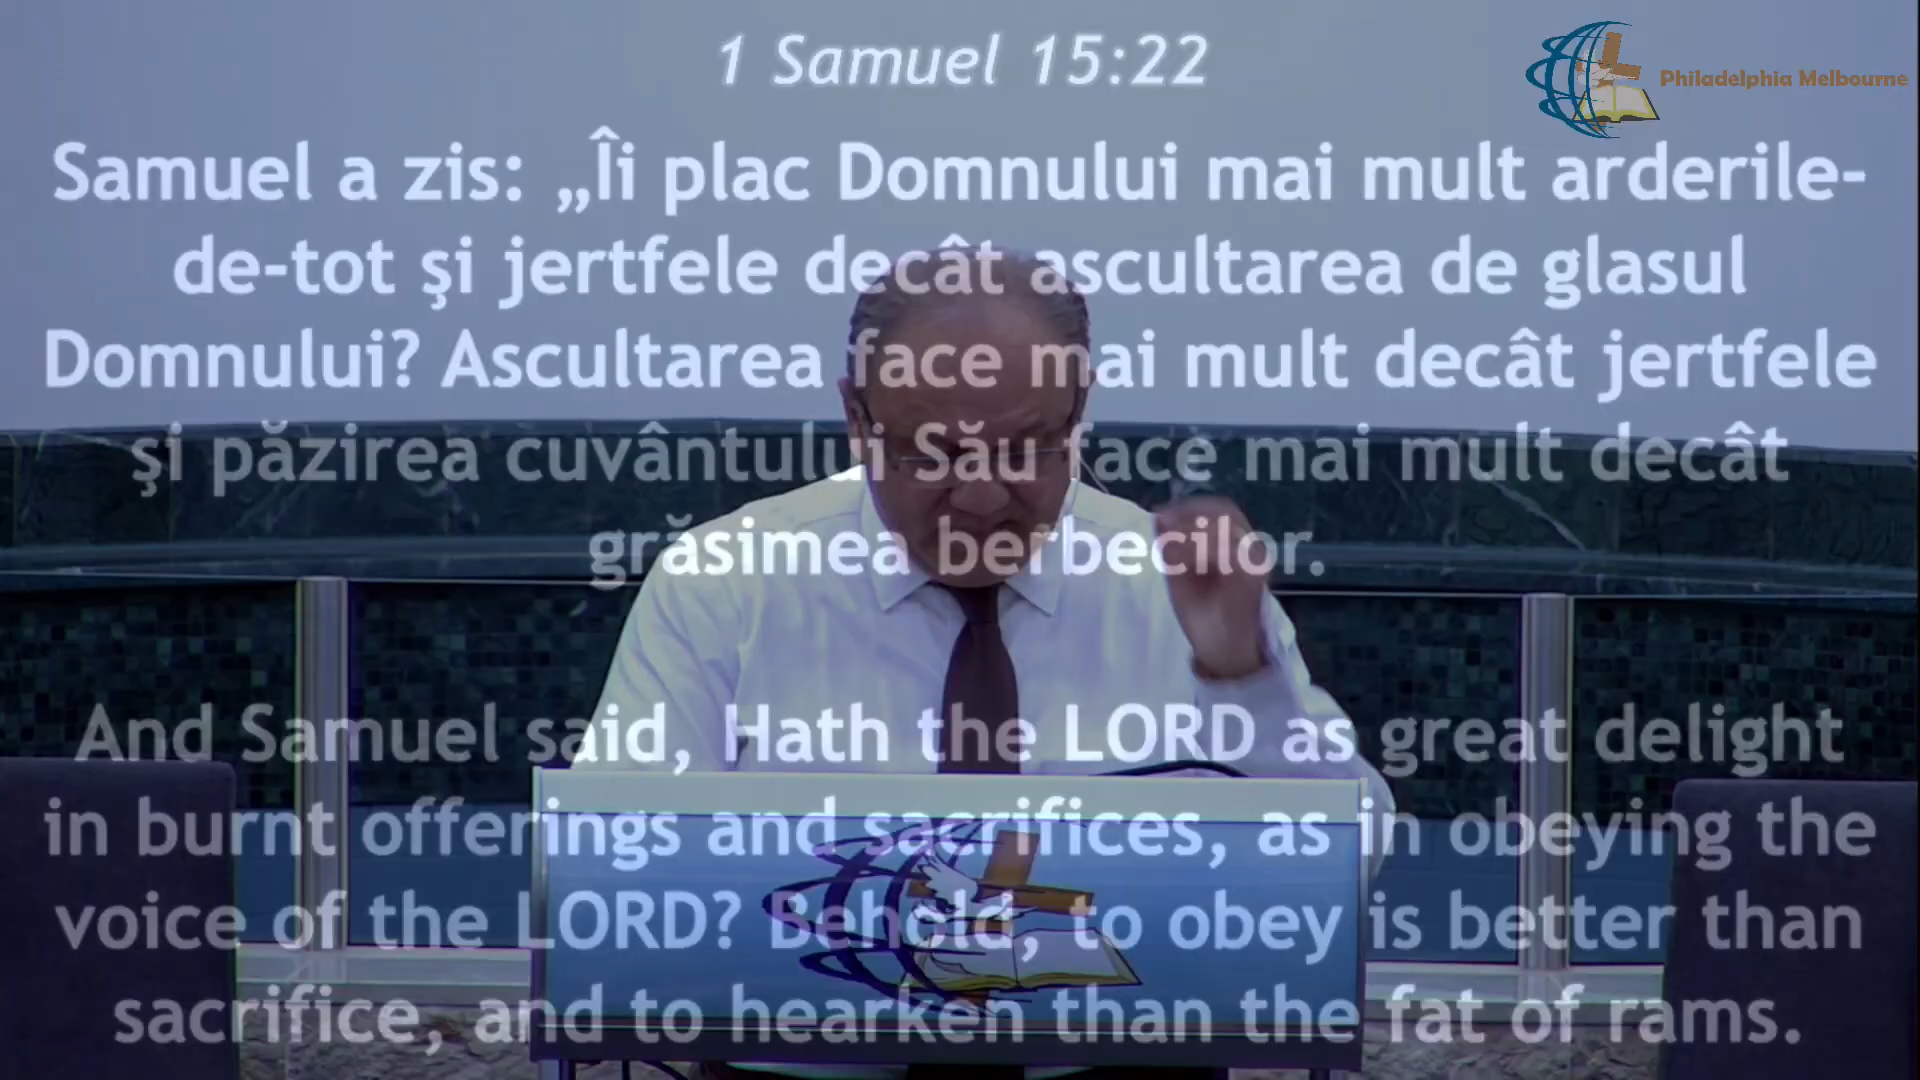 1 Samuel 15:22
Philadelphia Melbourne
Samuel a zis: „Îi plac Domnului mai mult arderile-
de-tot şi jertfele decât ascultarea de glasul
Domnului? Ascultarea face mai mult decât jertfele
şi păzirea cuvântului Său face mai mult decât
grăsimea berbecilor.
And Samuel said, Hath the LORD as great delight
in burnt offerings and sacrifices, as in obeying the
voice of the LORD? Behold, to obey is better than
sacrifice, and to hearken than the fat of rams.